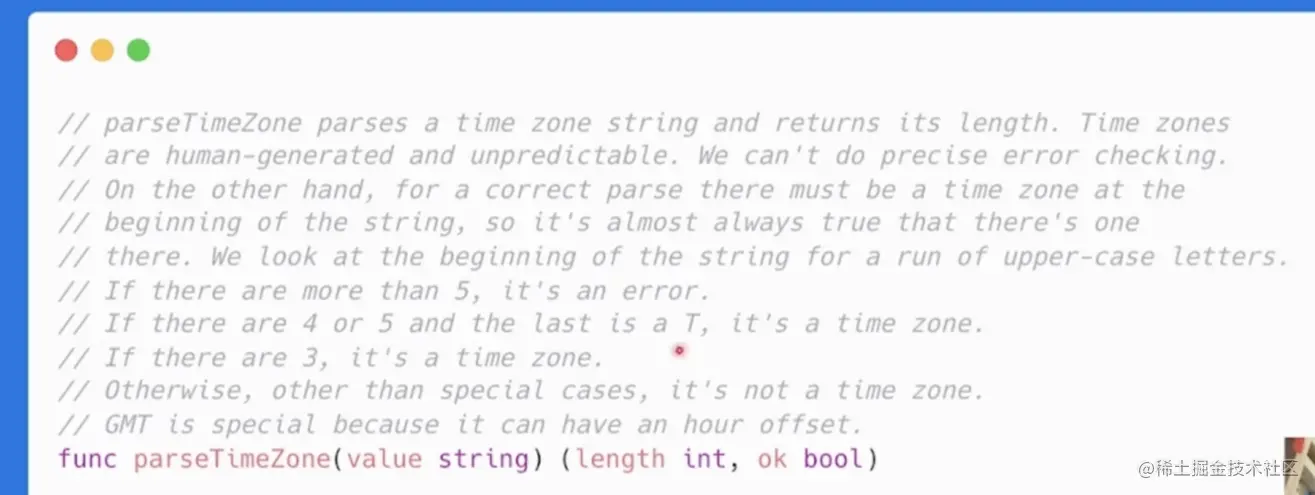 // parseTimeZone parses a time zone string and returns its length. Time zones
// are human-generated and unpredictable. We can't do precise error checking.
// On the other hand, for a correct parse there must be a time zone at the
// beginning of the string, so it's almost always true that there's one
// there. We look at the beginning of the string for a run of upper-case letters.
// If there are more than 5, it's an error.
// If there are 4 or 5 and the last is a T, it's a time zone.
// If there are 3, it's a time zone.
// Otherwise, other than special cases, it's not a time zone.
// GMT is special because it can have an hour offset.
func parseTimeZone(value string) (length int, ok bool)
@稀土掘金技术社区